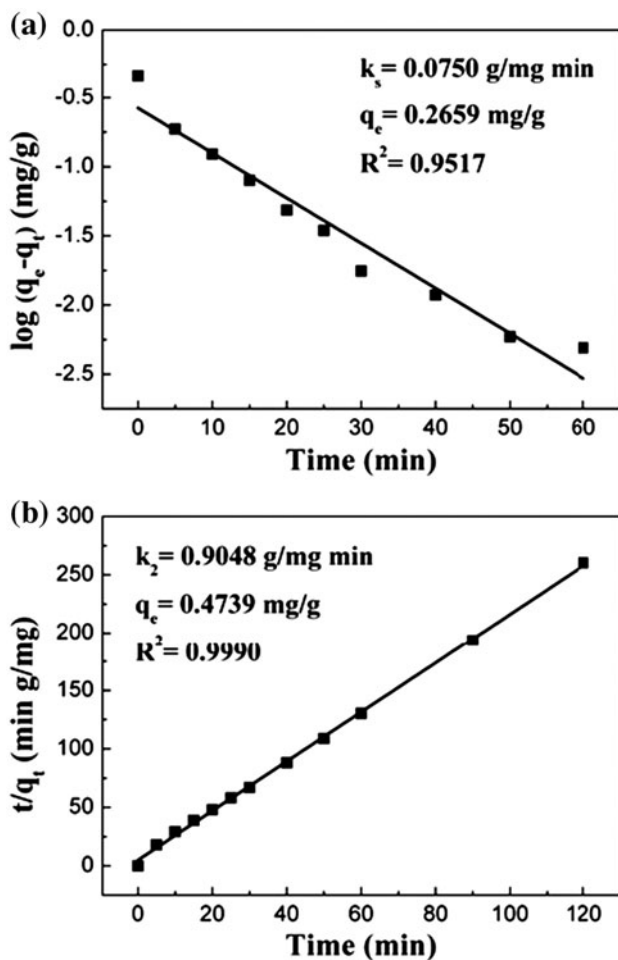 (a)
0.0
-0.5
-1.0
-1.5
-2.0
-2.5
log (qₑ-qₜ) (mg/g)
kₛ = 0.0750 g/mg min
qₑ = 0.2659 mg/g
R² = 0.9517
0 10 20 30 40 50 60
Time (min)
(b)
300
250
200
150
100
50
0
t/qₜ (min g/mg)
k₂= 0.9048 g/mg min
qₑ = 0.4739 mg/g
R²= 0.9990
0 20 40 60 80 100 120
Time (min)